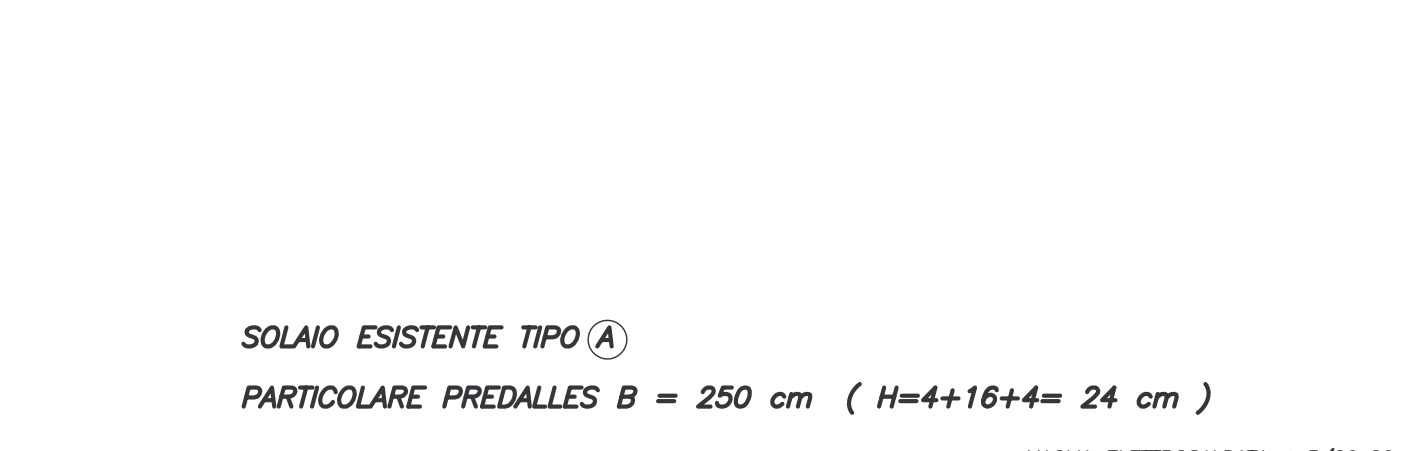 SOLAIO ESISTENTE TIPO A
PARTICOLARE PREDALLES B = 250 cm ( H=4+16+4= 24 cm )